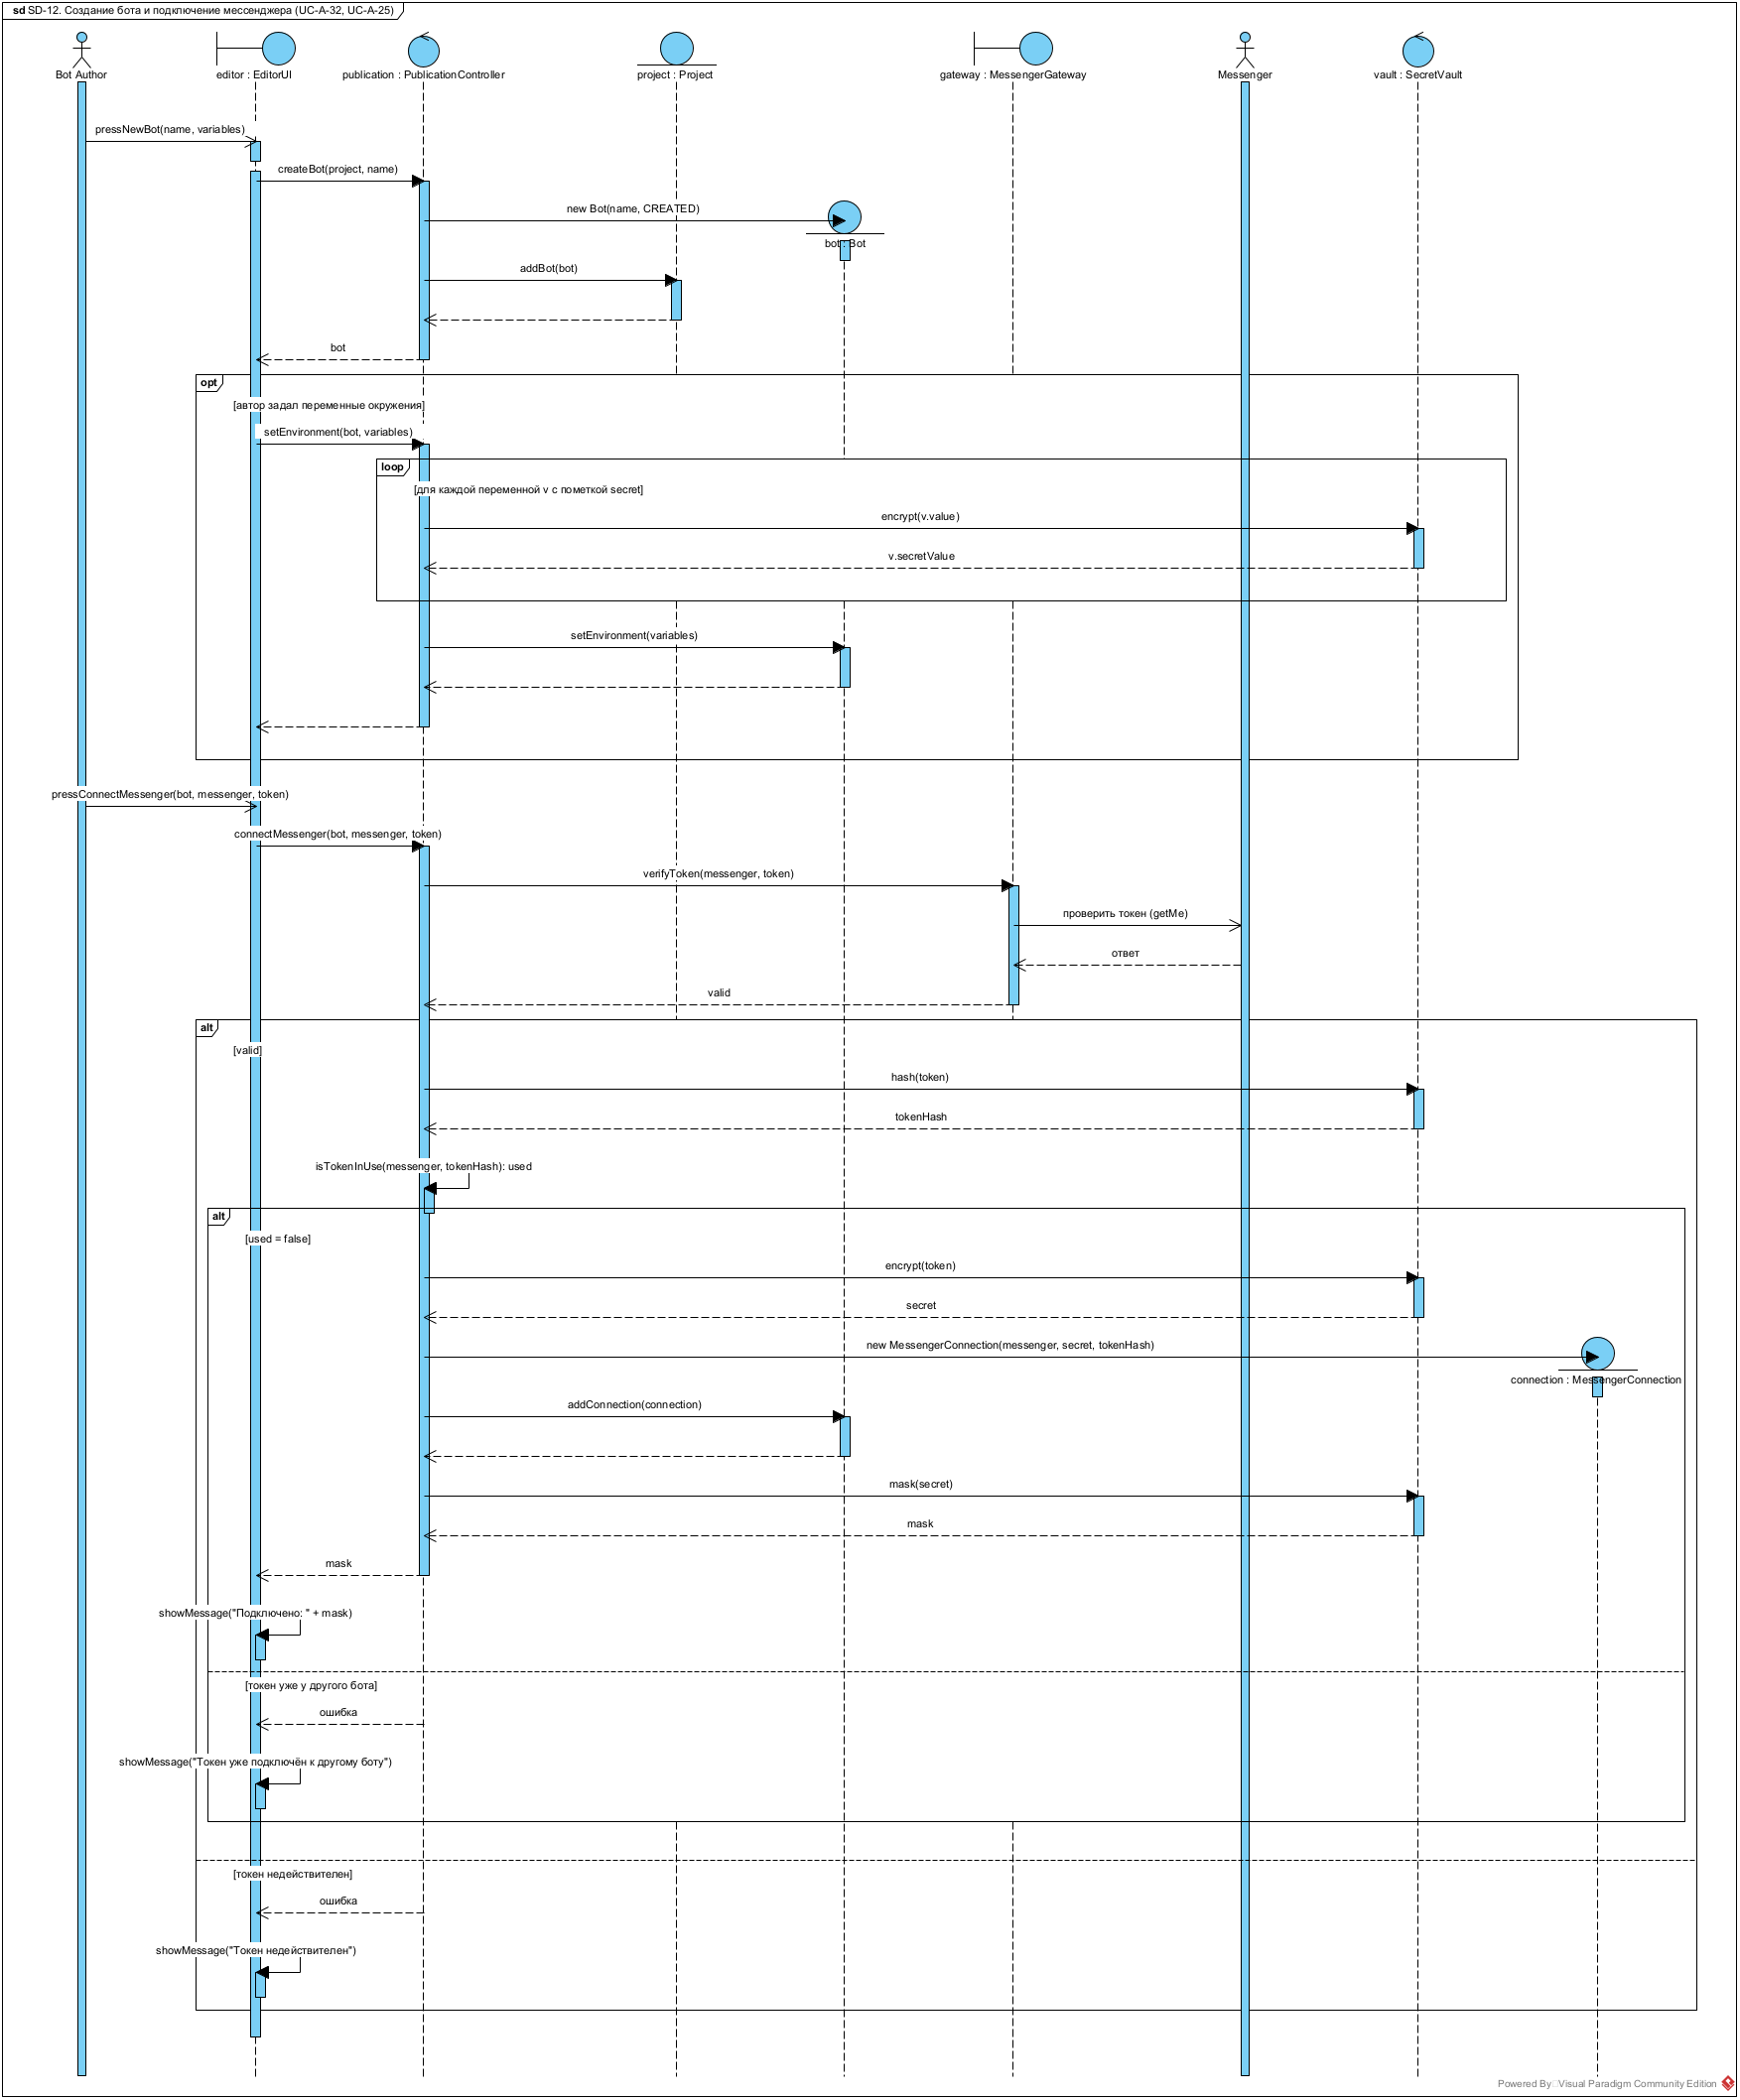 sd SD-12. Создание бота и подключение мессенджера (UC-A-32, UC-A-25)
Bot Author
editor : EditorUI
publication : PublicationController
project : Project
gateway : MessengerGateway
Messenger
vault : SecretVault
pressNewBot(name, variables)
createBot(project, name)
new Bot(name, CREATED)
bot : Bot
addBot(bot)
bot
opt
[автор задал переменные окружения]
setEnvironment(bot, variables)
loop
[для каждой переменной v с пометкой secret]
encrypt(v.value)
v.secretValue
setEnvironment(variables)
pressConnectMessenger(bot, messenger, token)
connectMessenger(bot, messenger, token)
verifyToken(messenger, token)
проверить токен (getMe)
ответ
valid
alt
[valid]
hash(token)
tokenHash
isTokenInUse(messenger, tokenHash): used
alt
[used = false]
encrypt(token)
secret
new MessengerConnection(messenger, secret, tokenHash)
connection : MessengerConnection
addConnection(connection)
mask(secret)
mask
mask
showMessage("Подключено: " + mask)
[токен уже у другого бота]
ошибка
showMessage("Токен уже подключён к другому боту")
[токен недействителен]
ошибка
showMessage("Токен недействителен")
Powered By Visual Paradigm Community Edition